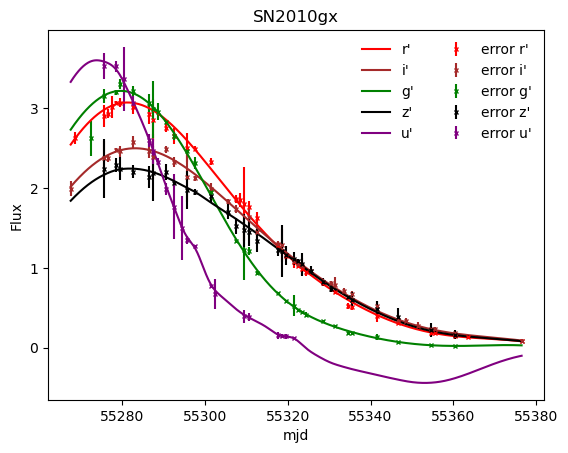 SN2010gx
r' error r'
i' error i'
g' error g'
z' error z'
u' error u'
3
2
1
0
Flux
55280 55300 55320 55340 55360 55380
mjd